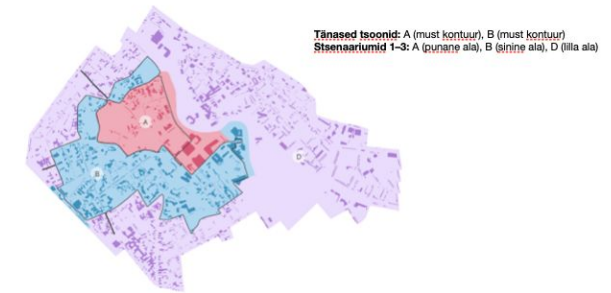 Tänased tsoonid: A (must kontuur), B (must kontuur)
Stsenaariumid 1–3: A (punane ala), B (sinine ala), D (lilla ala)
A
D
B